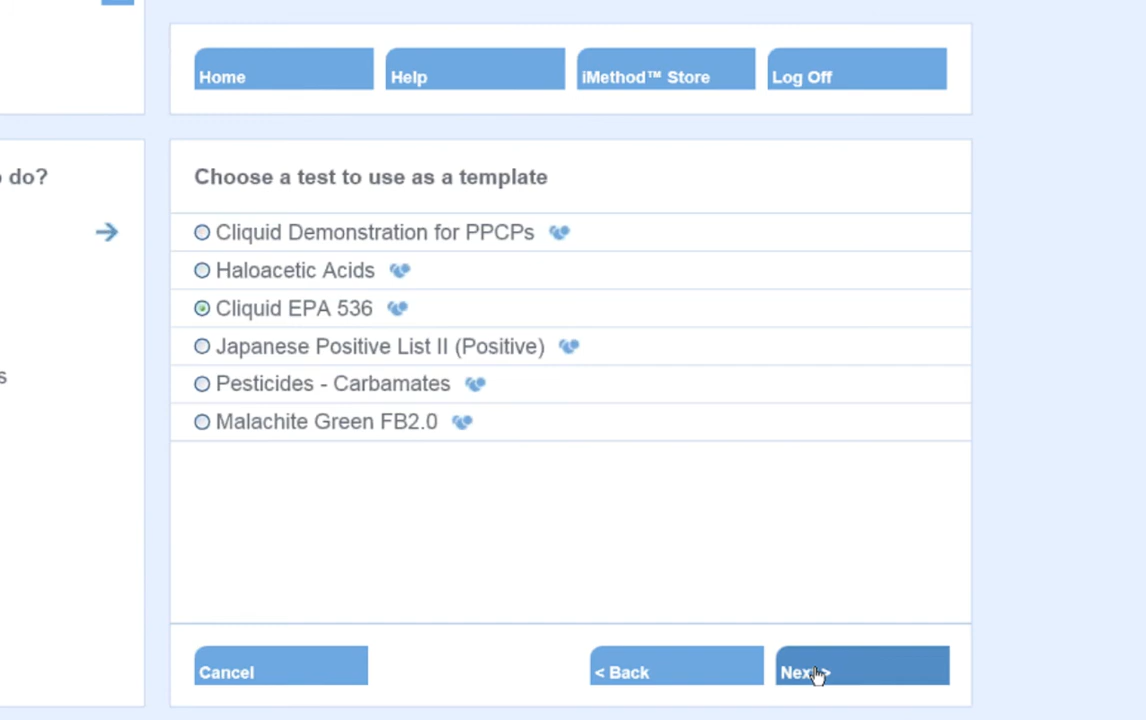 Home Help iMethod™ Store Log Off
do?
Choose a test to use as a template
Cliquid Demonstration for PPCPs
Haloacetic Acids
Cliquid EPA 536
Japanese Positive List II (Positive)
s
Pesticides - Carbamates
Malachite Green FB2.0
Cancel < Back Next >